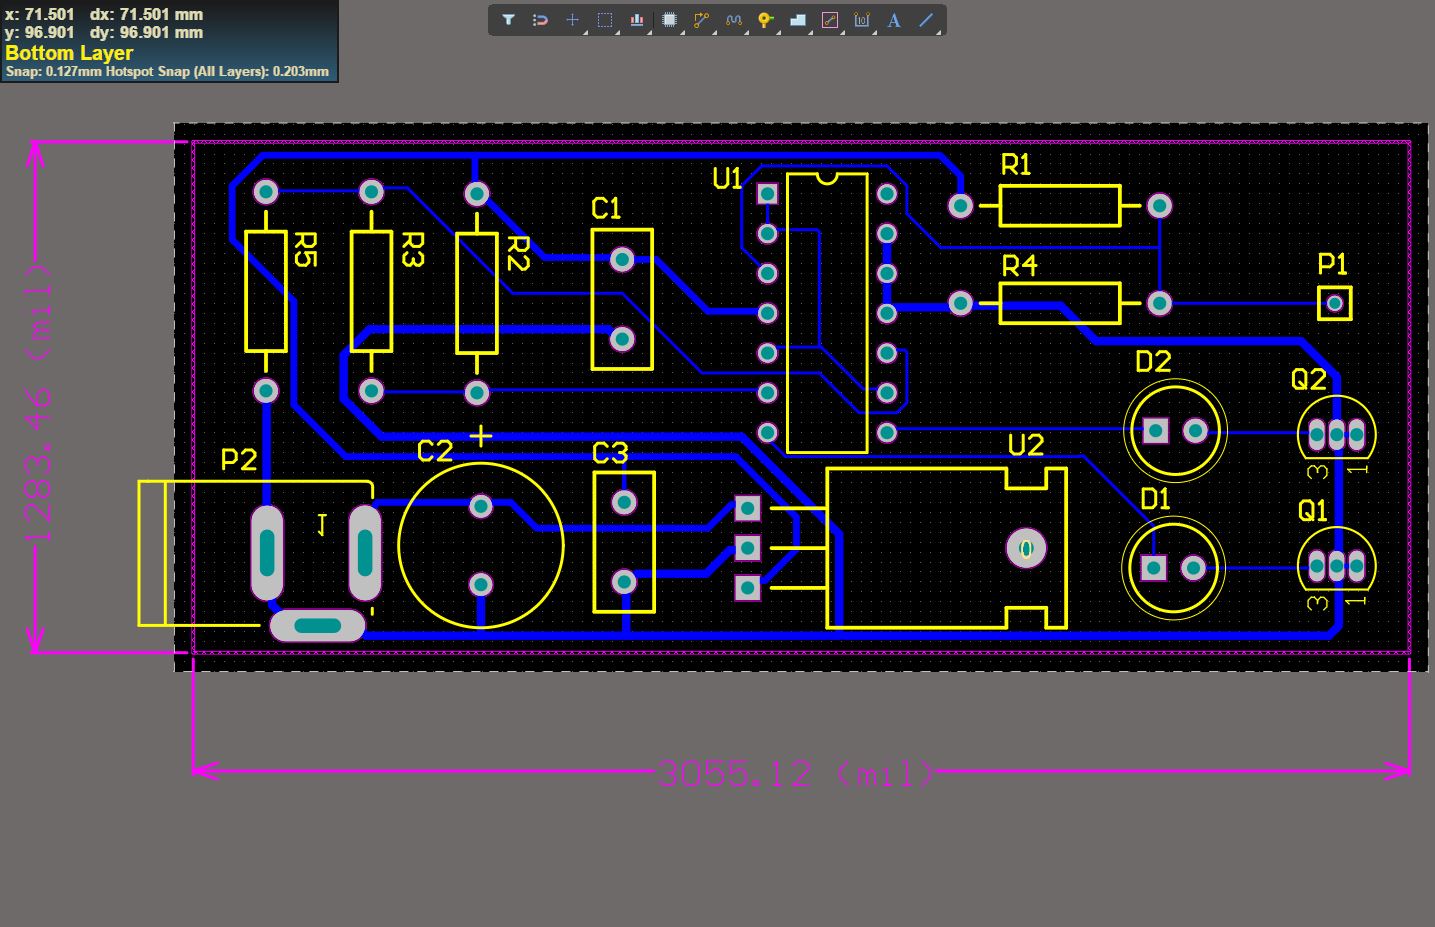 x: 71.501 dx: 71.501 mm
y: 96.901 dy: 96.901 mm
Bottom Layer
Snap: 0.127mm Hotspot Snap (All Layers): 0.203mm
A
U1
R1
C1
R5
R3
R2
R4
P1
1283.46 (mil)
D2
Q2
+
C2
C3
U2
P2
3
1
1
D1
Q1
0
3
1
3055.12 (mil)